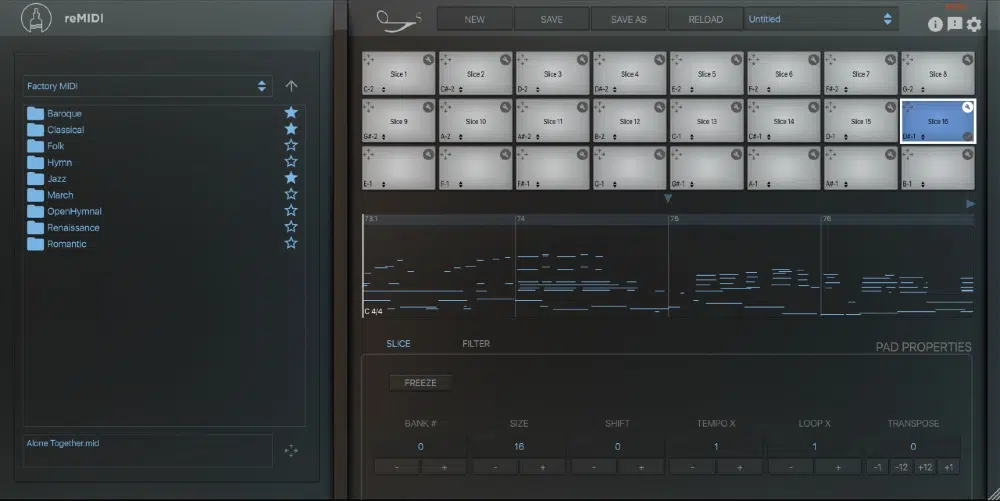 reMIDI
S
NEW SAVE SAVE AS RELOAD Untitled
Factory MIDI
Baroque
Classical
Folk
Hymn
Jazz
March
OpenHymnal
Renaissance
Romantic
Alone Together.mid
Slice 1 Slice 2 Slice 3 Slice 4 Slice 5 Slice 6 Slice 7 Slice 8
C-2 C#-2 D-2 D#-2 E-2 F-2 F#-2 G-2
Slice 9 Slice 10 Slice 11 Slice 12 Slice 13 Slice 14 Slice 15 Slice 16
G#-2 A-2 A#-2 B-2 C-1 C#-1 D-1 D#-1
E-1 F-1 F#-1 G-1 G#-1 A-1 A#-1 B-1
73.1 74 75 76
C 4/4
SLICE FILTER PAD PROPERTIES
FREEZE
BANK # SIZE SHIFT TEMPO X LOOP X TRANSPOSE
0 16 0 1 1 0
- + - + - + - + - + -1 -12 +12 +1